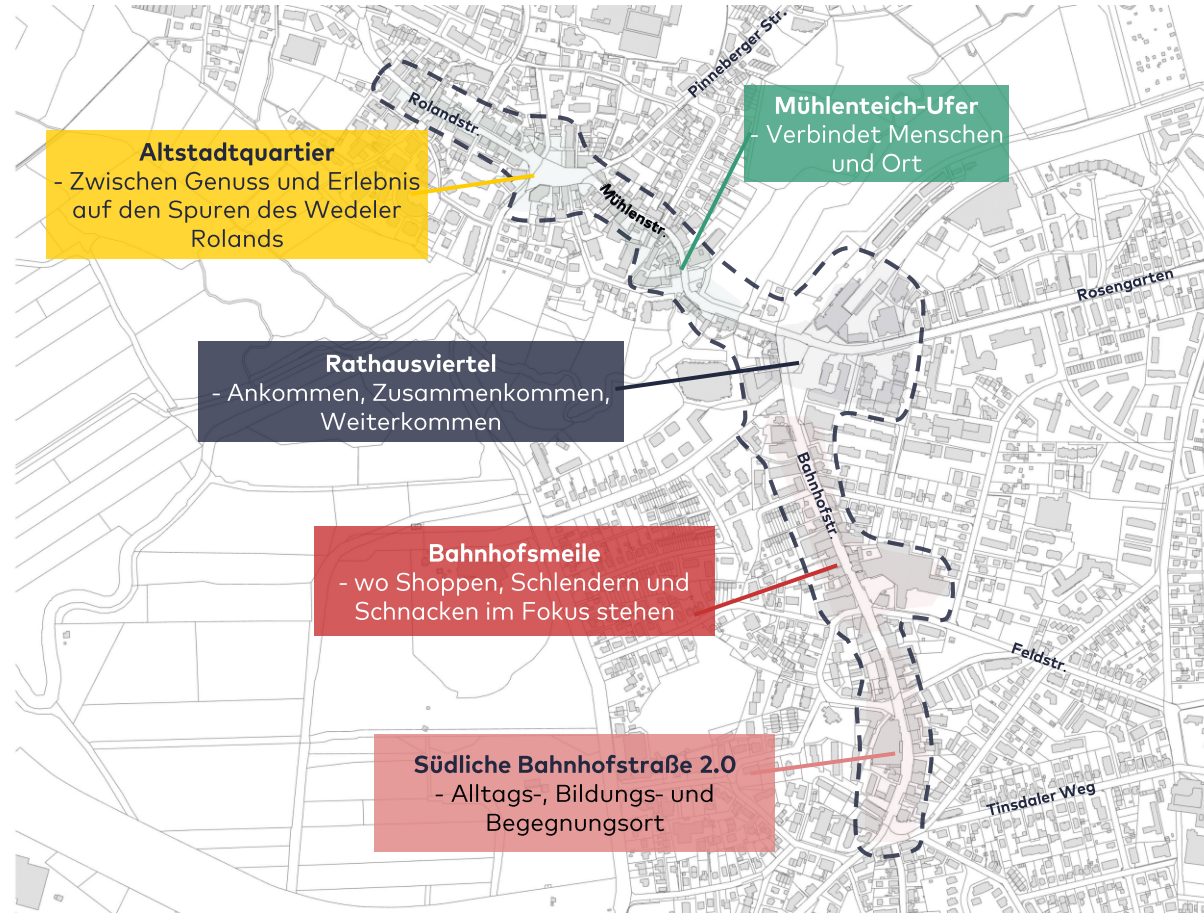 Pinneberger Str.
Rolandstr.
Mühlenteich-Ufer
- Verbindet Menschen
und Ort
Altstadtquartier
- Zwischen Genuss und Erlebnis
auf den Spuren des Wedeler
Rolands
Mühlenstr.
Rosengarten
Rathausviertel
- Ankommen, Zusammenkommen,
Weiterkommen
Bahnhofstr.
Bahnhofsmeile
- wo Shoppen, Schlendern und
Schnacken im Fokus stehen
Feldstr.
Südliche Bahnhofstraße 2.0
- Alltags-, Bildungs- und
Begegnungsort
Tinsdaler Weg